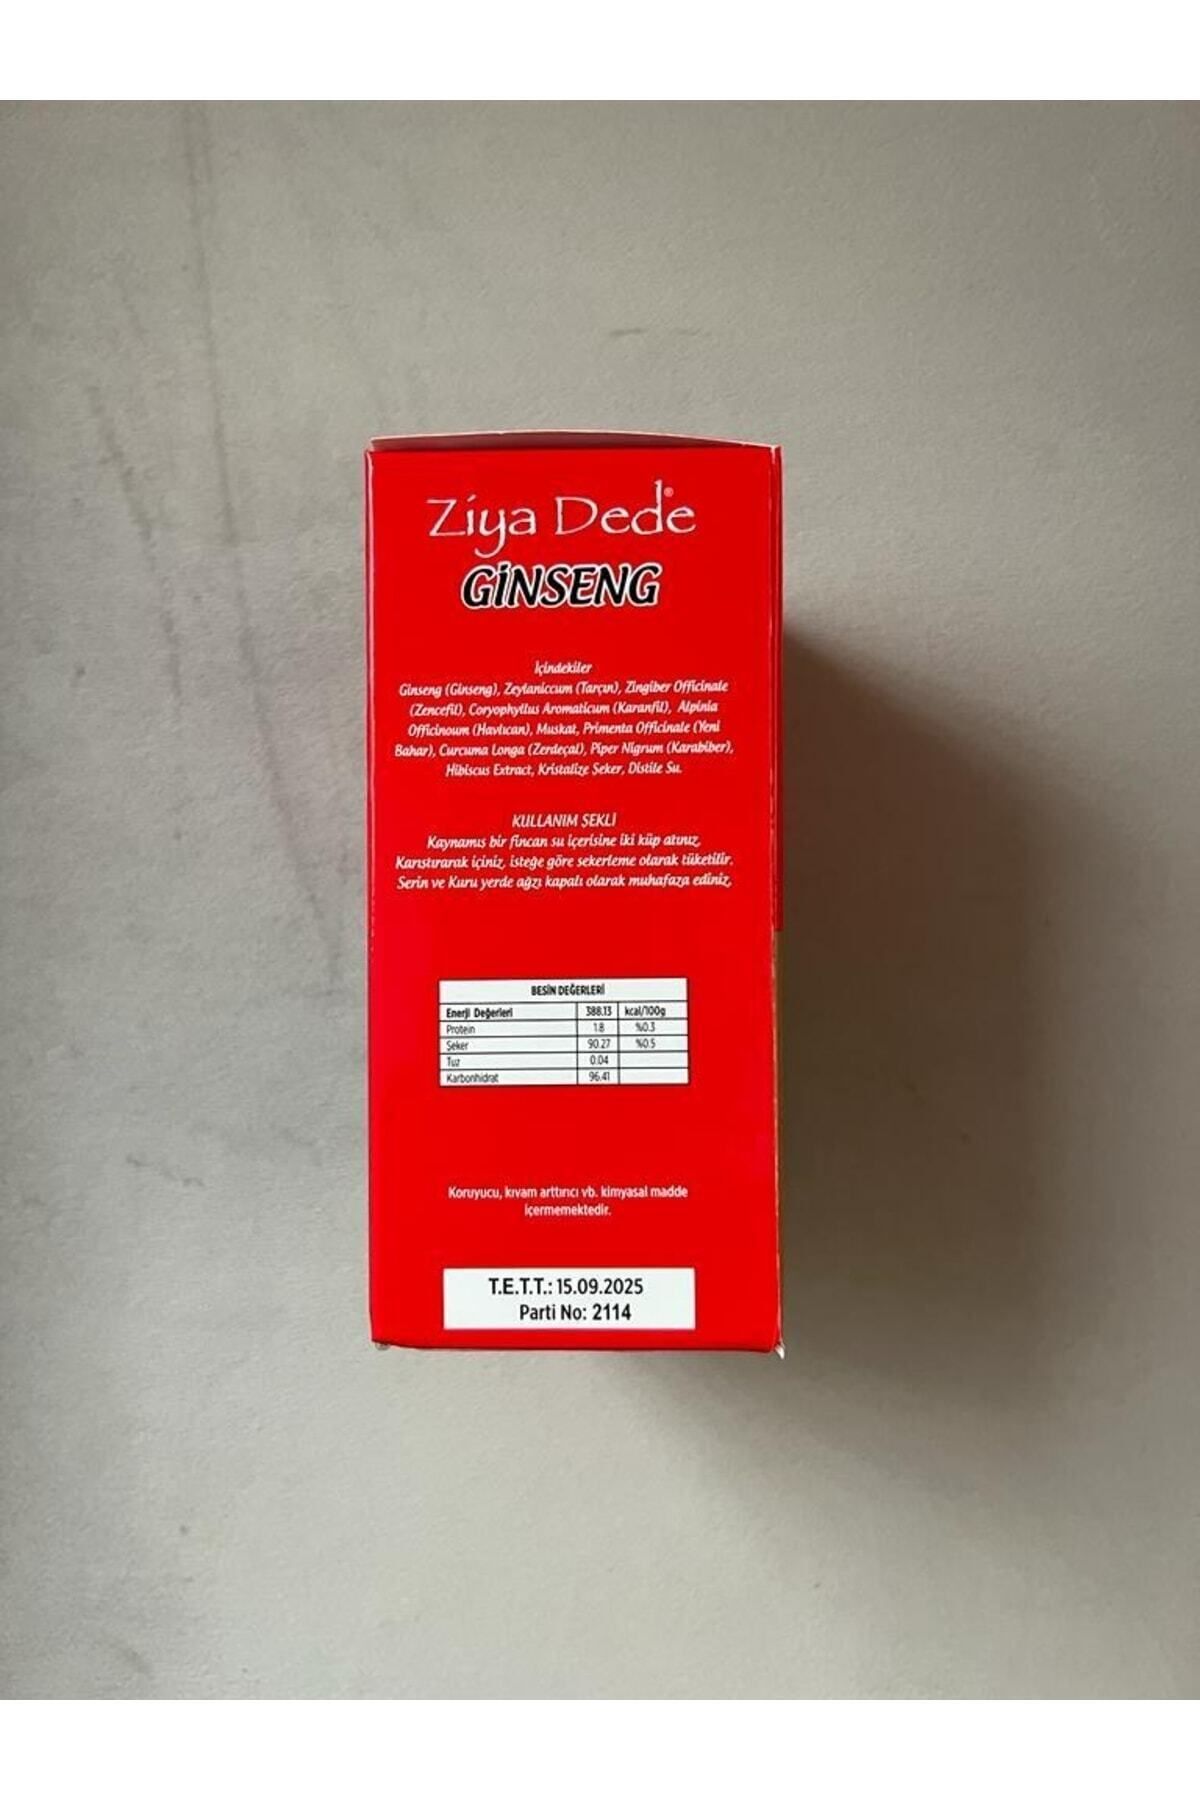 Ziya Dede®
GİNSENG
İçindekiler
Ginseng (Ginseng), Zeylaniccum (Tarçın), Zingiber Officinale
(Zencefil), Coryophyllus Aromaticum (Karanfil), Alpinia
Officinoum (Havlıcan), Muskat, Primenta Officinale (Yeni
Bahar), Curcuma Longa (Zerdeçal), Piper Nigrum (Karabiber),
Hibiscus Extract, Kristalize Şeker, Distile Su.
KULLANIM ŞEKLİ
Kaynamıs bir fincan su içerisine iki küp atınız,
Karıstırarak içiniz, isteğe göre sekerleme olarak tüketilir.
Serin ve Kuru yerde ağzı kapalı olarak muhafaza ediniz,
BESİN DEĞERLERİ
Enerji Değerleri 388.13 kcal/100g
Protein 1.8 %0.3
Şeker 90.27 %0.5
Tuz 0.04
Karbonhidrat 96.41
Koruyucu, kıvam arttırıcı vb. kimyasal madde
içermemektedir.
T.E.T.T.: 15.09.2025
Parti No: 2114